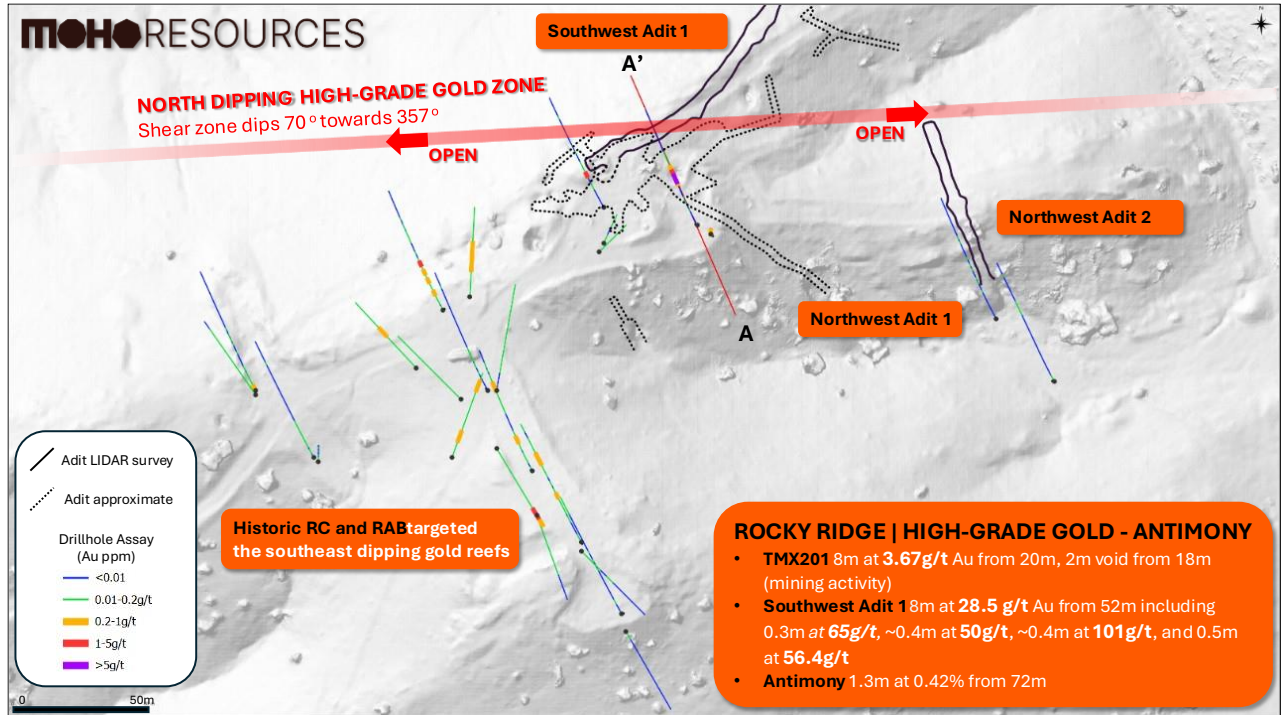 MOHORESOURCES
Southwest Adit 1
A'
N
NORTH DIPPING HIGH-GRADE GOLD ZONE
Shear zone dips 70° towards 357°
OPEN
OPEN
Northwest Adit 2
Northwest Adit 1
A
Adit LIDAR survey
Adit approximate
Drillhole Assay
(Au ppm)
<0.01
0.01-0.2g/t
0.2-1g/t
1-5g/t
>5g/t
0 50m
Historic RC and RABtargeted
the southeast dipping gold reefs
ROCKY RIDGE | HIGH-GRADE GOLD - ANTIMONY
• TMX201 8m at 3.67g/t Au from 20m, 2m void from 18m
(mining activity)
• Southwest Adit 1 8m at 28.5 g/t Au from 52m including
0.3m at 65g/t, ~0.4m at 50g/t, ~0.4m at 101g/t, and 0.5m
at 56.4g/t
• Antimony 1.3m at 0.42% from 72m